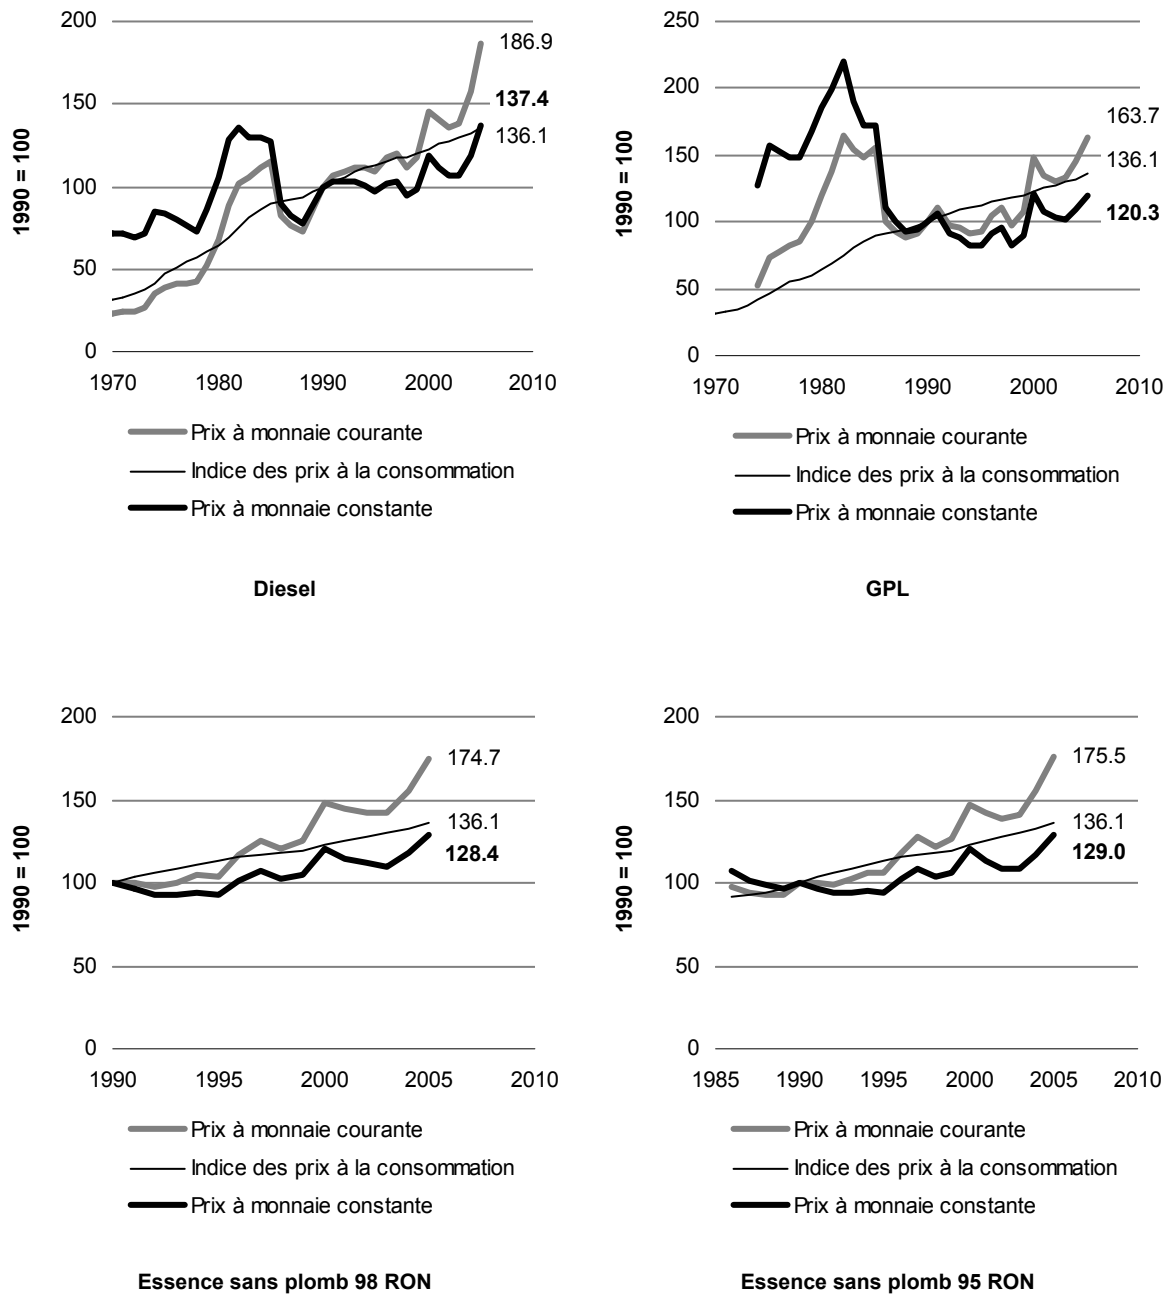 200
150
100
50
0
1990 = 100
186.9
137.4
136.1
1970 1980 1990 2000 2010
Prix à monnaie courante
Indice des prix à la consommation
Prix à monnaie constante
Diesel
250
200
150
100
50
0
1990 = 100
163.7
136.1
120.3
1970 1980 1990 2000 2010
Prix à monnaie courante
Indice des prix à la consommation
Prix à monnaie constante
GPL
200
150
100
50
0
1990 = 100
174.7
136.1
128.4
1990 1995 2000 2005 2010
Prix à monnaie courante
Indice des prix à la consommation
Prix à monnaie constante
Essence sans plomb 98 RON
200
150
100
50
0
1990 = 100
175.5
136.1
129.0
1985 1990 1995 2000 2005 2010
Prix à monnaie courante
Indice des prix à la consommation
Prix à monnaie constante
Essence sans plomb 95 RON